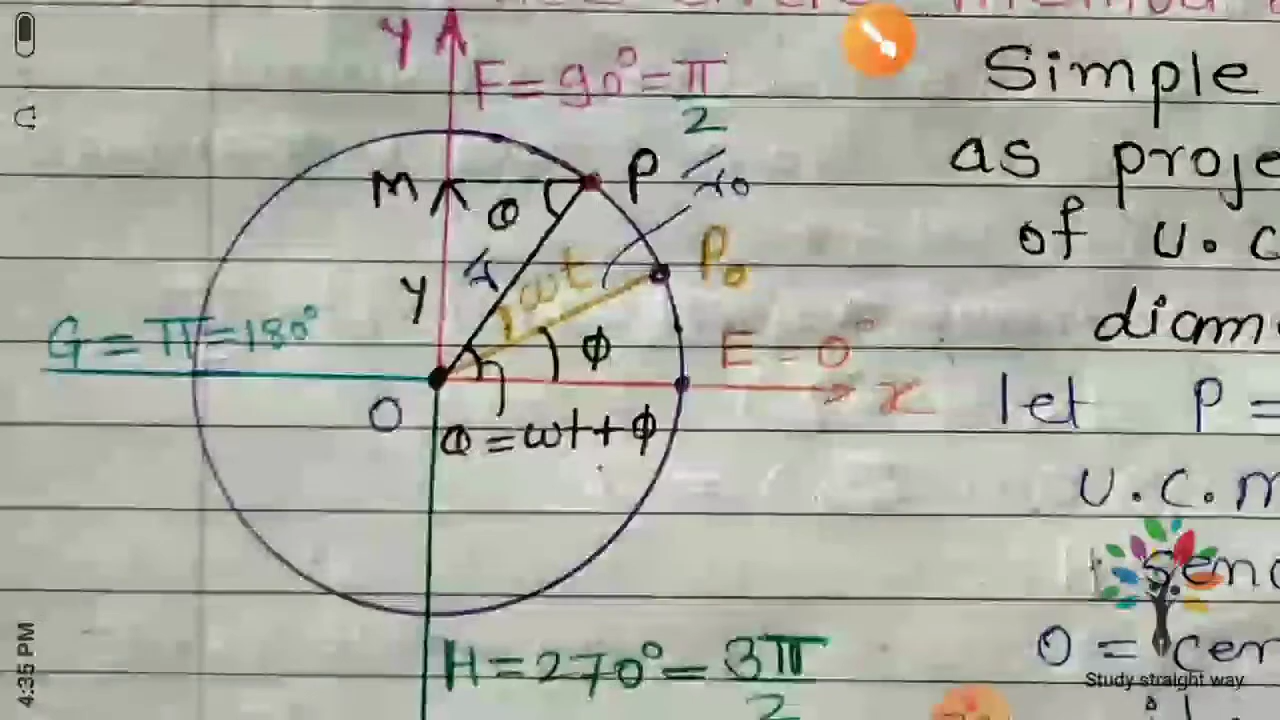 y
F = 90° = π/2
Simple
M
P
as proje
θ
r0
of U.C
P0
ωt
r
y
diam
G = π = 180°
φ
E = 0°
x
O
let P =
θ = ωt + φ
U.C.M
O = cen
Study straight way
H = 270° = 3π/2
4:35 PM